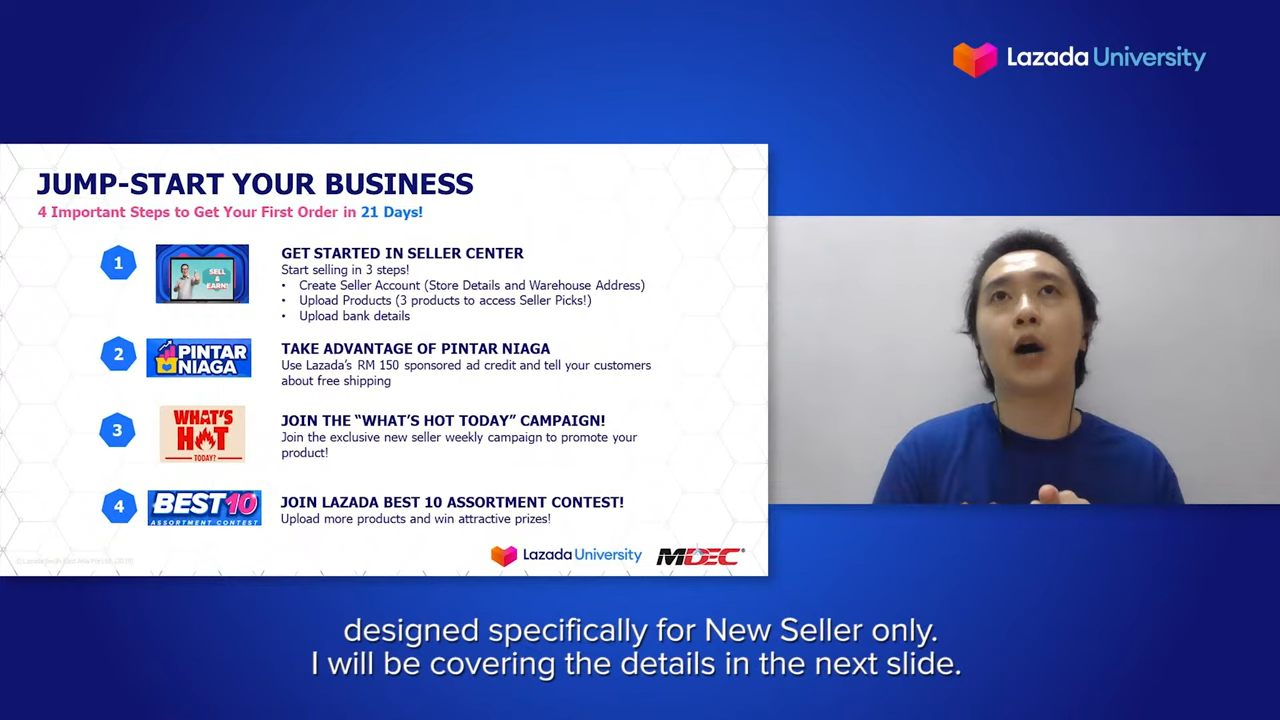 Lazada University
JUMP-START YOUR BUSINESS
4 Important Steps to Get Your First Order in 21 Days!
1
SELL
&
EARN!
GET STARTED IN SELLER CENTER
Start selling in 3 steps!
• Create Seller Account (Store Details and Warehouse Address)
• Upload Products (3 products to access Seller Picks!)
• Upload bank details
2
PINTAR
NIAGA
TAKE ADVANTAGE OF PINTAR NIAGA
Use Lazada's RM 150 sponsored ad credit and tell your customers
about free shipping
3
WHAT'S
HOT
TODAY?
JOIN THE “WHAT'S HOT TODAY” CAMPAIGN!
Join the exclusive new seller weekly campaign to promote your
product!
4
BEST 10
ASSORTMENT CONTEST
JOIN LAZADA BEST 10 ASSORTMENT CONTEST!
Upload more products and win attractive prizes!
Lazada University
MDEC®
designed specifically for New Seller only.
I will be covering the details in the next slide.